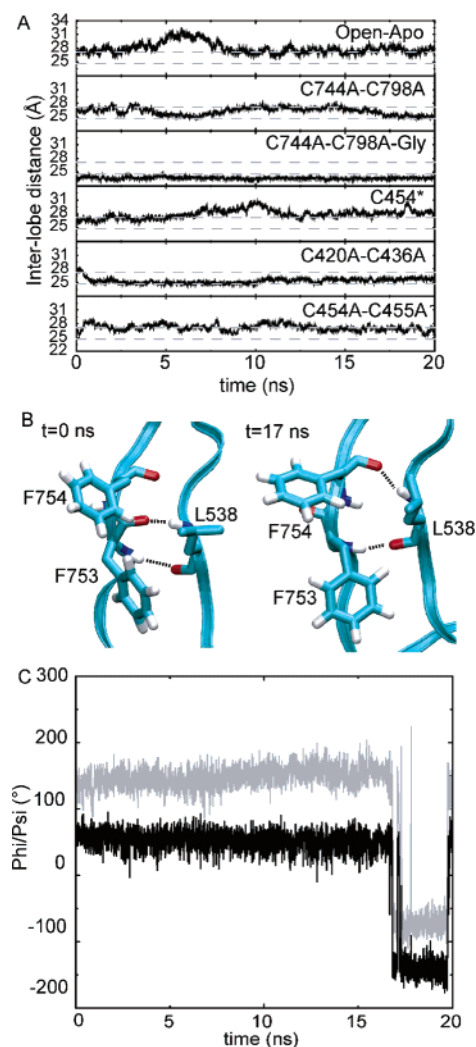 A
Inter-lobe distance (Å)
34
31
28
25
Open-Apo
28
25
C744A-C798A
28
25
C744A-C798A-Gly
31
28
25
C454*
28
25
C420A-C436A
31
28
25
22
C454A-C455A
0 5 10 15 20
time (ns)
B
t=0 ns
t=17 ns
F754
L538
F753
F754
L538
F753
C
Phi/Psi (°)
300
200
100
0
-100
-200
0 5 10 15 20
time (ns)